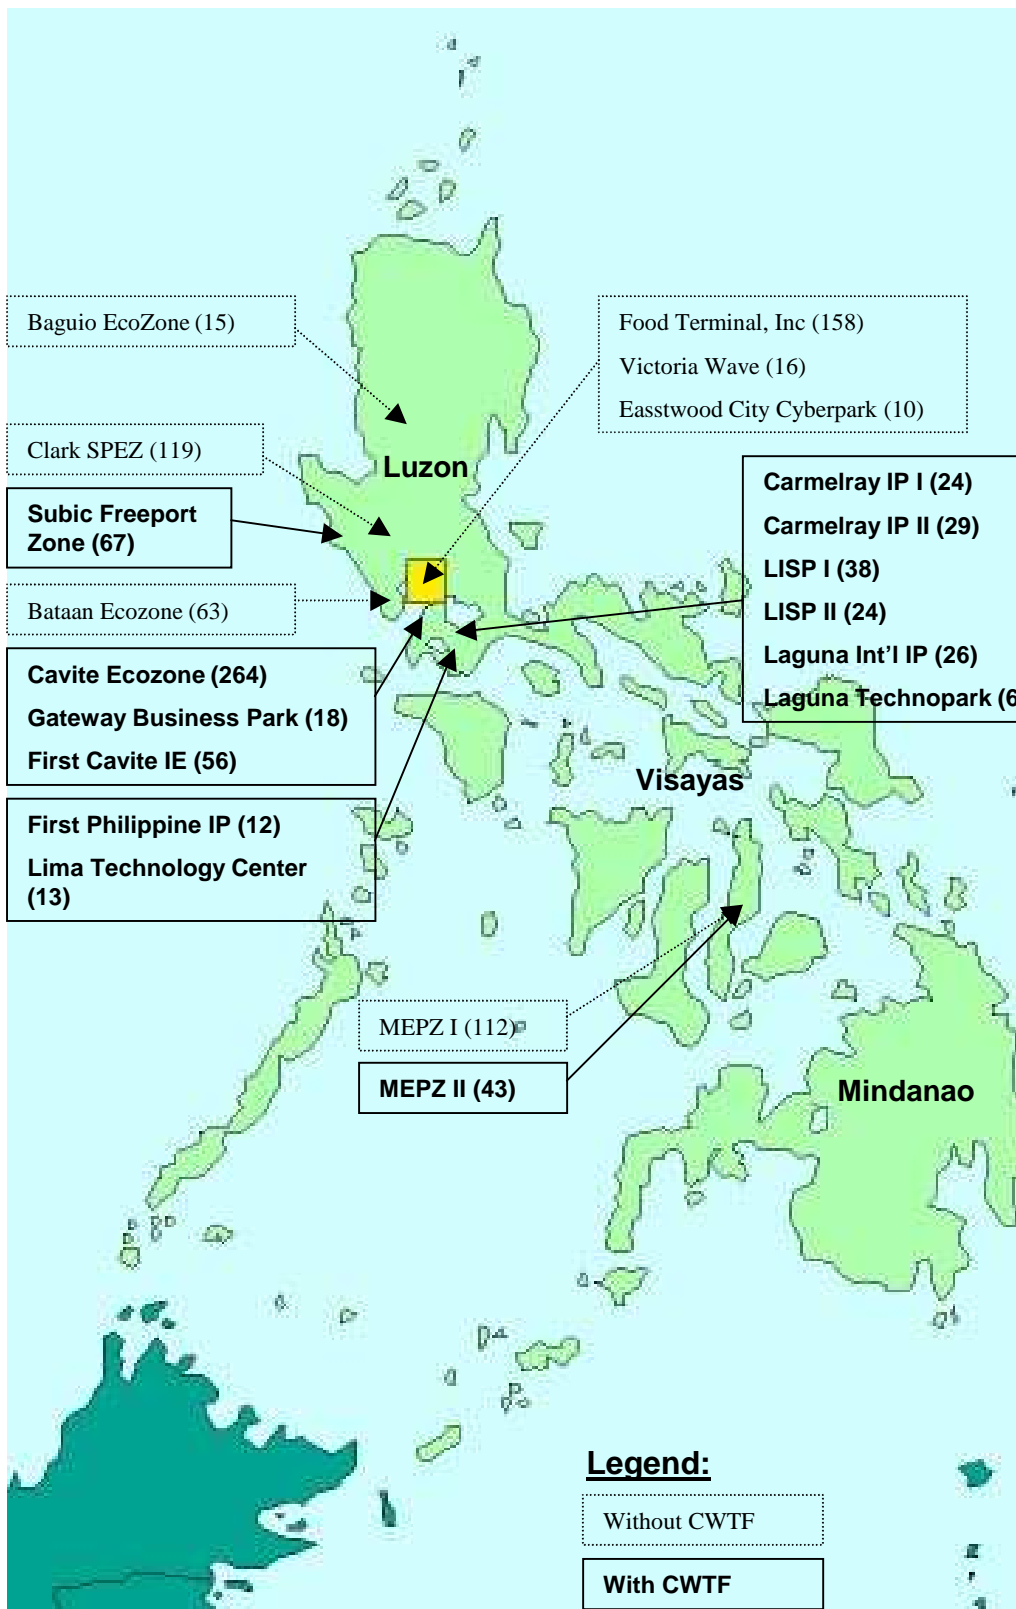 Baguio EcoZone (15)
Food Terminal, Inc (158)
Victoria Wave (16)
Easstwood City Cyberpark (10)
Clark SPEZ (119)
Luzon
Subic Freeport
Zone (67)
Carmelray IP I (24)
Carmelray IP II (29)
LISP I (38)
LISP II (24)
Laguna Int’l IP (26)
Laguna Technopark (6
Bataan Ecozone (63)
Cavite Ecozone (264)
Gateway Business Park (18)
First Cavite IE (56)
Visayas
First Philippine IP (12)
Lima Technology Center
(13)
MEPZ I (112)
MEPZ II (43)
Mindanao
Legend:
Without CWTF
With CWTF